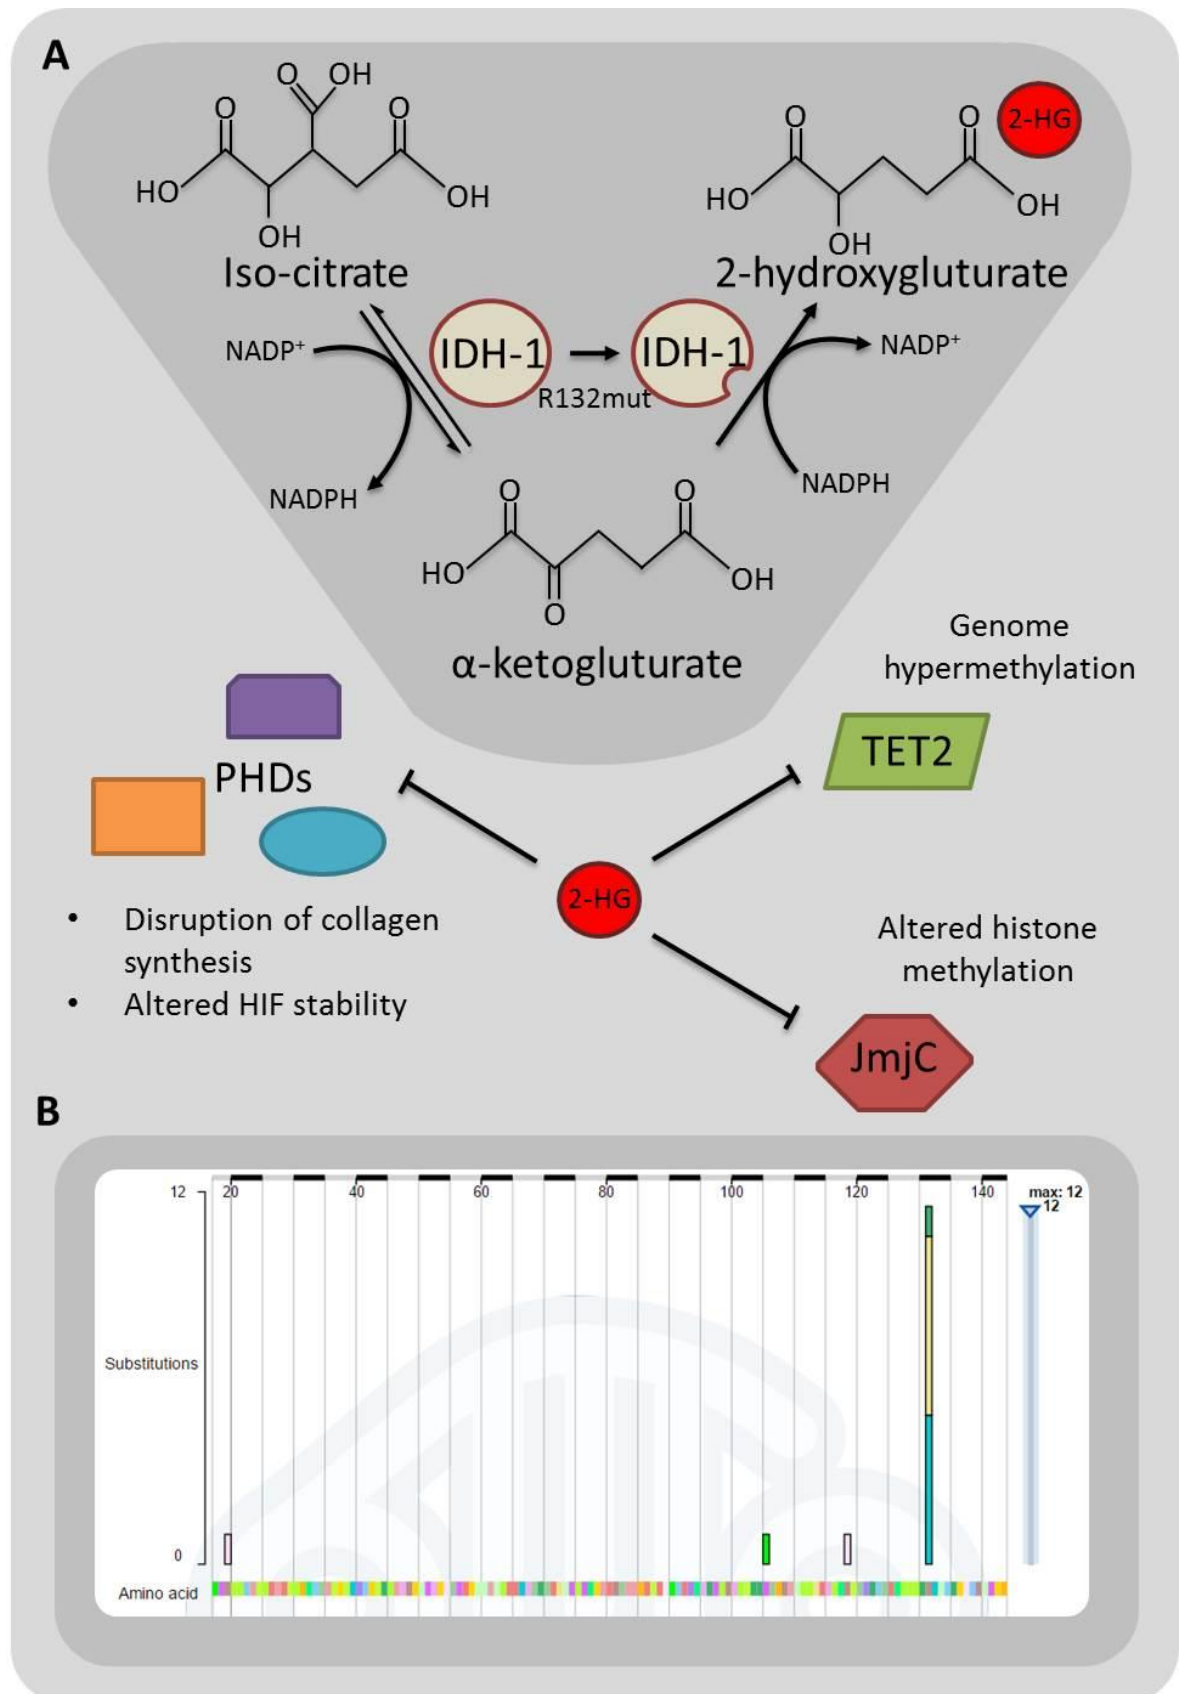 A
O OH
O O
HO OH
OH
Iso-citrate
O O 2-HG
HO OH
OH
2-hydroxygluturate
NADP+
IDH-1
R132mut
IDH-1
NADP+
NADPH
NADPH
O O
HO OH
O
α-ketogluturate
PHDs
• Disruption of collagen
synthesis
• Altered HIF stability
2-HG
Genome
hypermethylation
TET2
Altered histone
methylation
JmjC
B
12 20 40 60 80 100 120 140 max: 12
12
Substitutions
0
Amino acid